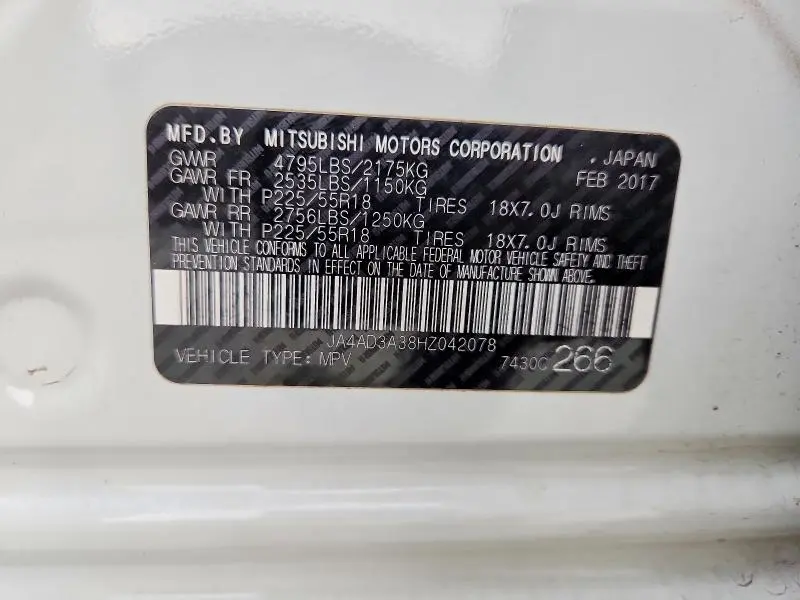 MFD.BY MITSUBISHI MOTORS CORPORATION , JAPAN
GWVR 4795LBS/2175KG FEB 2017
GAWR FR 2535LBS/1150KG
WITH P225/55R18 TIRES 18X7.0J RIMS
GAWR RR 2756LBS/1250KG
WITH P225/55R18 TIRES 18X7.0J RIMS
THIS VEHICLE CONFORMS TO ALL APPLICABLE FEDERAL MOTOR VEHICLE SAFETY AND THEFT
PREVENTION STANDARDS IN EFFECT ON THE DATE OF MANUFACTURE SHOWN ABOVE.
JA4AD3A38HZ042078
VEHICLE TYPE: MPV 7430C 266